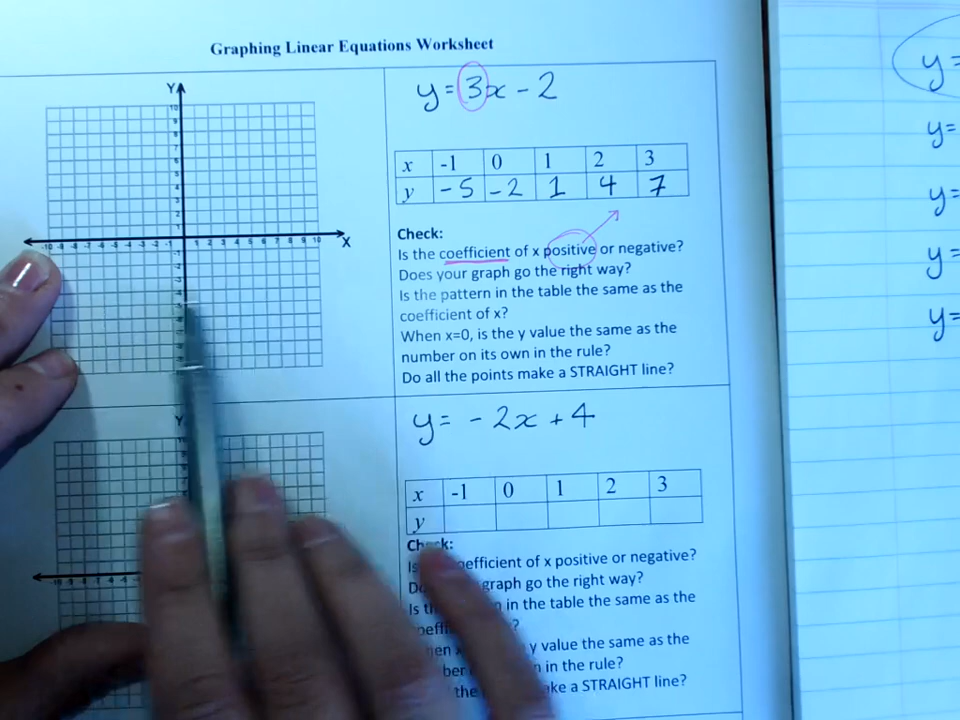 Graphing Linear Equations Worksheet
Y
X
y = 3x - 2
x -1 0 1 2 3
y -5 -2 1 4 7
Check:
Is the coefficient of x positive or negative?
Does your graph go the right way?
Is the pattern in the table the same as the
coefficient of x?
When x=0, is the y value the same as the
number on its own in the rule?
Do all the points make a STRAIGHT line?
y = -2x + 4
x -1 0 1 2 3
y
Check:
of x positive or negative?
graph go the right way?
in the table the same as the
?
y value the same as the
in the rule?
the a STRAIGHT line?
y=
y=
y=
y=
y=